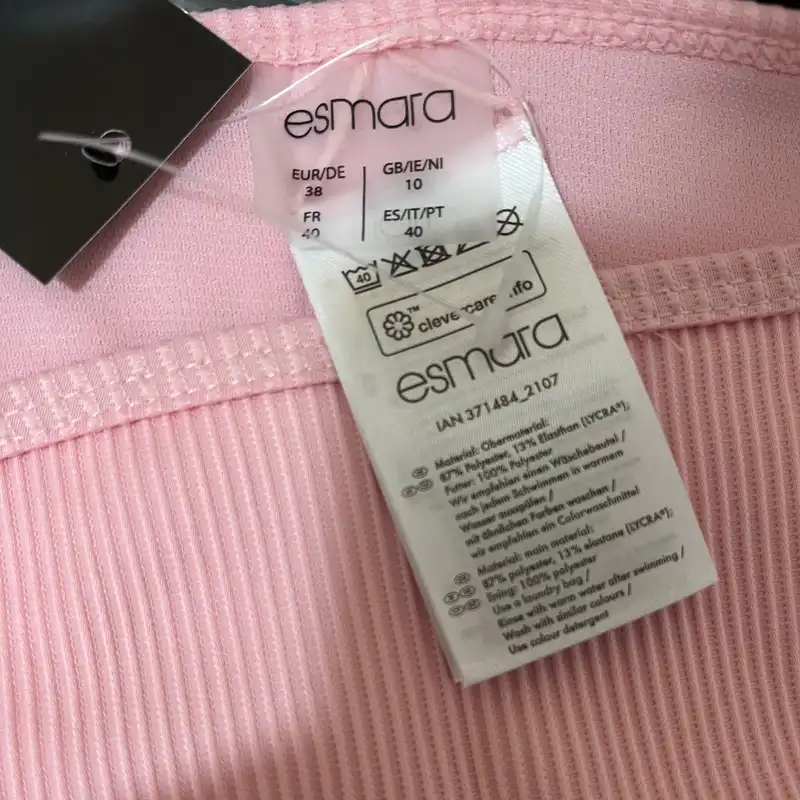 esmara
EUR/DE
38
GB/IE/NI
10
FR
40
ES/IT/PT
40
40
clevercare.info
esmara
IAN 371484_2107
Material: Obermaterial:
87% Polyester, 13% Elasthan (LYCRA®);
Futter: 100% Polyester
Wir empfehlen einen Wäschebeutel /
nach jedem Schwimmen in warmem
Wasser ausspülen /
mit ähnlichen Farben waschen /
wir empfehlen ein Colorwaschmittel
Material: main material:
87% polyester, 13% elastane (LYCRA®);
lining: 100% polyester
Use a laundry bag /
Rinse with warm water after swimming /
Wash with similar colours /
Use colour detergent